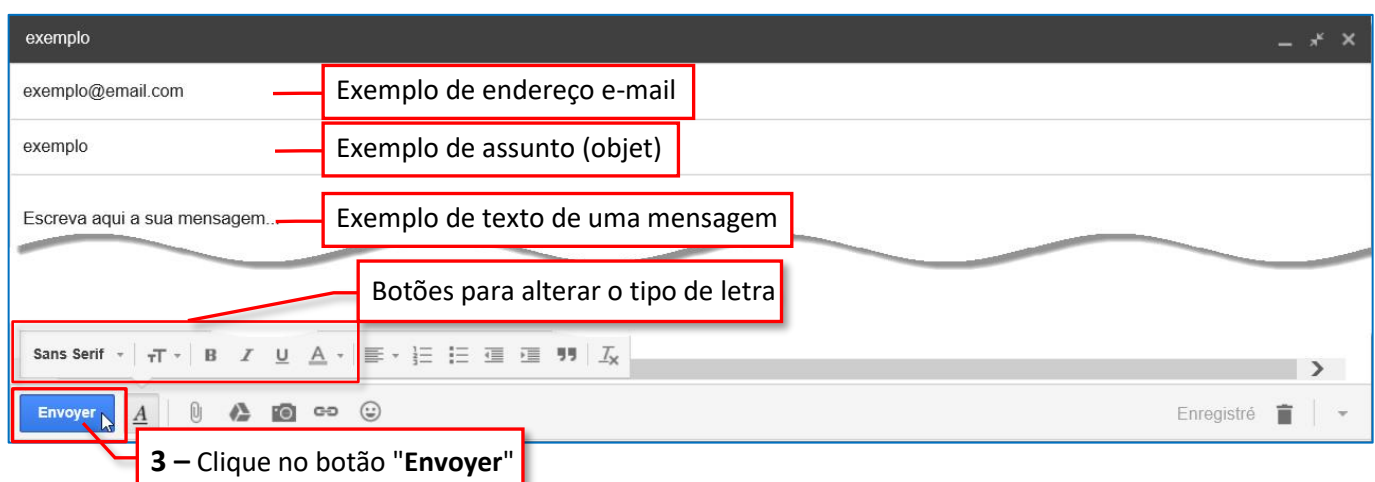 exemplo
exemplo@email.com
Exemplo de endereço e-mail
exemplo
Exemplo de assunto (objet)
Escreva aqui a sua mensagem...
Exemplo de texto de uma mensagem
Botões para alterar o tipo de letra
Sans Serif
Envoyer
Enregistré
3 – Clique no botão "Envoyer"